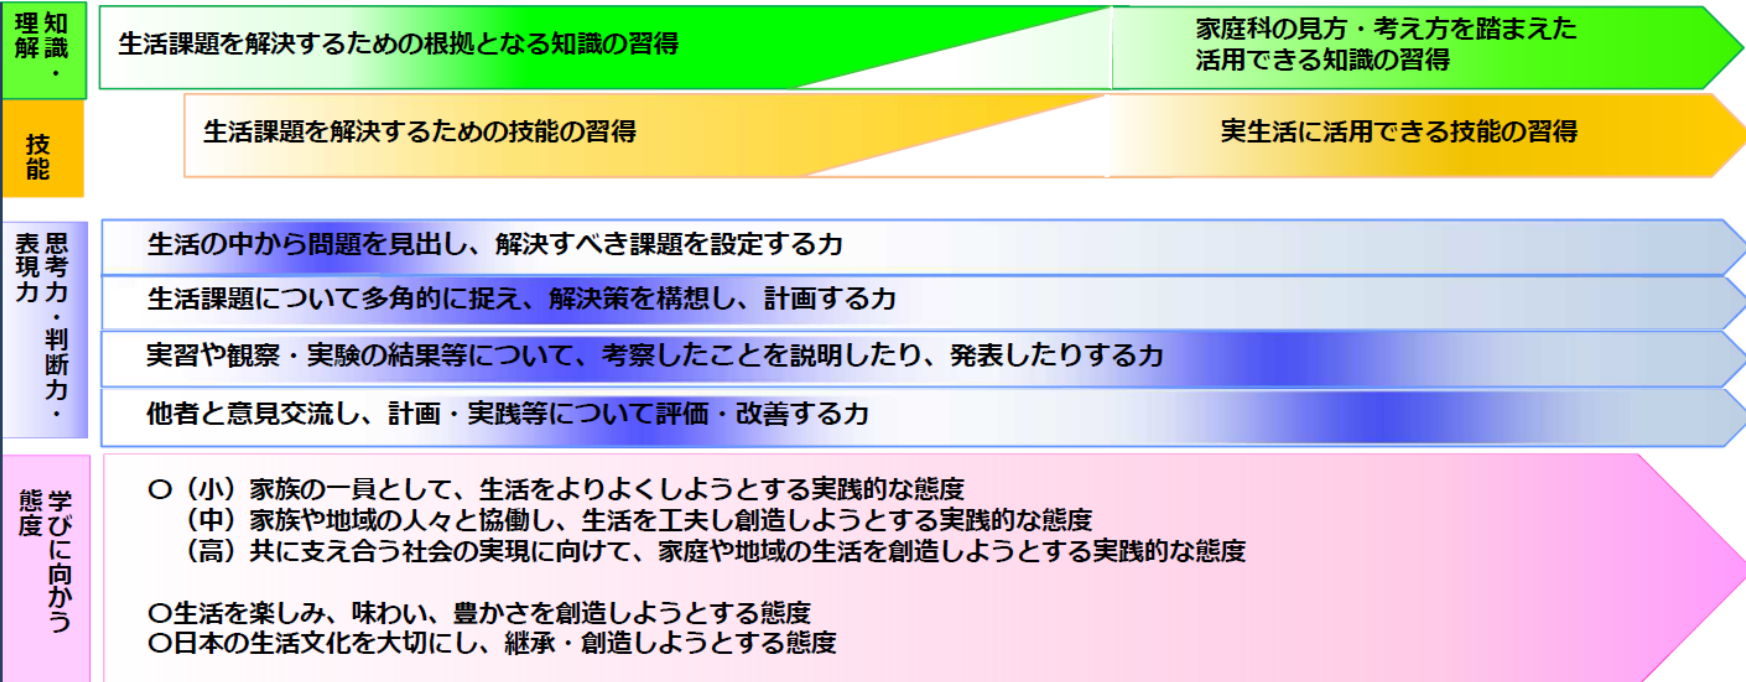 知識・
理解
生活課題を解決するための根拠となる知識の習得
家庭科の見方・考え方を踏まえた
活用できる知識の習得
技能
生活課題を解決するための技能の習得
実生活に活用できる技能の習得
思考力・判断力・
表現力
生活の中から問題を見出し、解決すべき課題を設定する力
生活課題について多角的に捉え、解決策を構想し、計画する力
実習や観察・実験の結果等について、考察したことを説明したり、発表したりする力
他者と意見交流し、計画・実践等について評価・改善する力
学びに向かう
態度
〇（小）家族の一員として、生活をよりよくしようとする実践的な態度
（中）家族や地域の人々と協働し、生活を工夫し創造しようとする実践的な態度
（高）共に支え合う社会の実現に向けて、家庭や地域の生活を創造しようとする実践的な態度
〇生活を楽しみ、味わい、豊かさを創造しようとする態度
〇日本の生活文化を大切にし、継承・創造しようとする態度